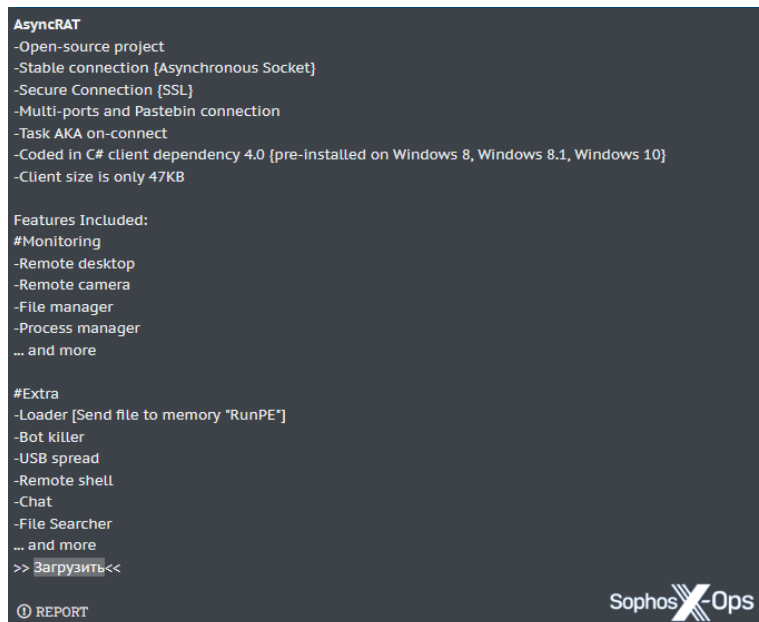 AsyncRAT
-Open-source project
-Stable connection {Asynchronous Socket}
-Secure Connection {SSL}
-Multi-ports and Pastebin connection
-Task AKA on-connect
-Coded in C# client dependency 4.0 {pre-installed on Windows 8, Windows 8.1, Windows 10}
-Client size is only 47KB
Features Included:
#Monitoring
-Remote desktop
-Remote camera
-File manager
-Process manager
... and more
#Extra
-Loader [Send file to memory "RunPE"]
-Bot killer
-USB spread
-Remote shell
-Chat
-File Searcher
... and more
>> Загрузить<<
REPORT
Sophos X-Ops